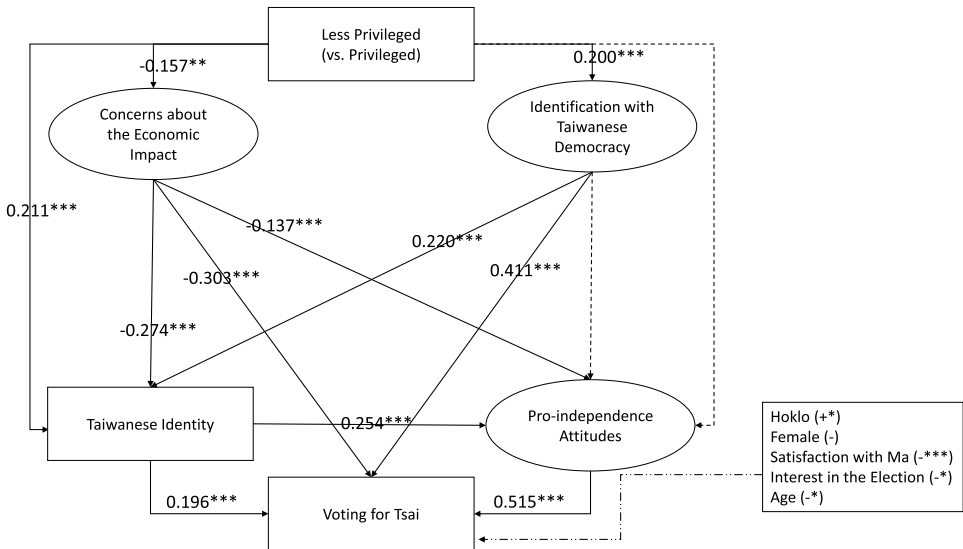 Less Privileged
(vs. Privileged)
-0.157**
0.200***
Concerns about
the Economic
Impact
Identification with
Taiwanese
Democracy
0.211***
-0.137***
0.220***
-0.303***
0.411***
-0.274***
Taiwanese Identity
0.254***
Pro-independence
Attitudes
Hoklo (+*)
Female (-)
Satisfaction with Ma (-***)
Interest in the Election (-*)
Age (-*)
0.196***
Voting for Tsai
0.515***